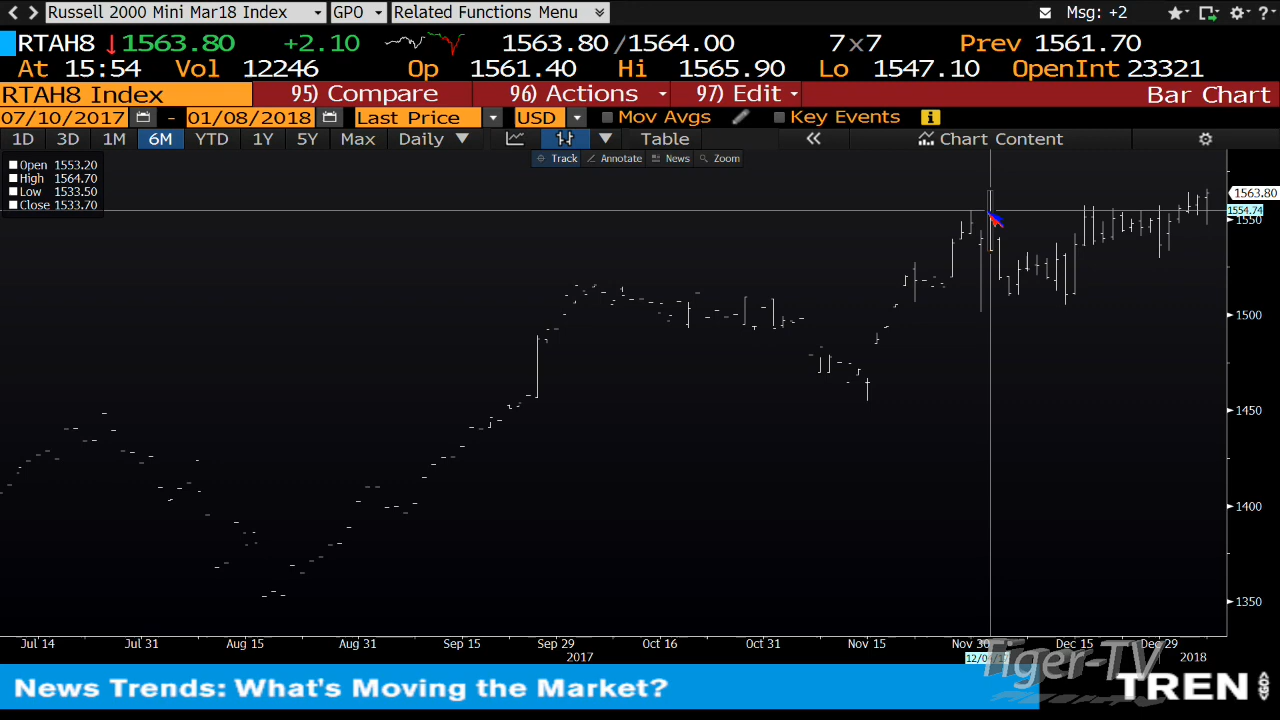 Russell 2000 Mini Mar18 Index GPO Related Functions Menu Msg: +2
RTAH8 1563.80 +2.10 1563.80/1564.00 7x7 Prev 1561.70
At 15:54 Vol 12246 Op 1561.40 Hi 1565.90 Lo 1547.10 OpenInt 23321
RTAH8 Index 95) Compare 96) Actions 97) Edit Bar Chart
07/10/2017 - 01/08/2018 Last Price USD Mov Avgs Key Events
1D 3D 1M 6M YTD 1Y 5Y Max Daily Table Chart Content
Track Annotate News Zoom
Open 1553.20
High 1564.70
Low 1533.50
Close 1533.70
1563.80
1554.74
1550
1500
1450
1400
1350
Jul 14 Jul 31 Aug 15 Aug 31 Sep 15 Sep 29 Oct 16 Oct 31 Nov 15 Nov 30 Dec 15 Dec 29
2017 2018
Tiger-TV
News Trends: What's Moving the Market?
TREN